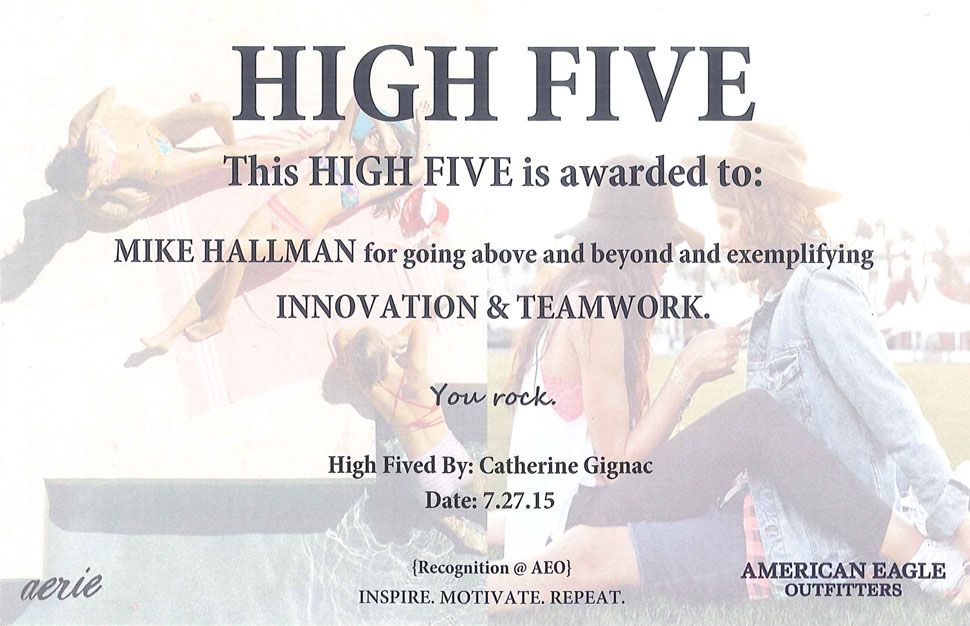 HIGH FIVE
This HIGH FIVE is awarded to:
MIKE HALLMAN for going above and beyond and exemplifying
INNOVATION & TEAMWORK.
You rock.
High Fived By: Catherine Gignac
Date: 7.27.15
{Recognition @ AEO}
INSPIRE. MOTIVATE. REPEAT.
aerie
AMERICAN EAGLE
OUTFITTERS